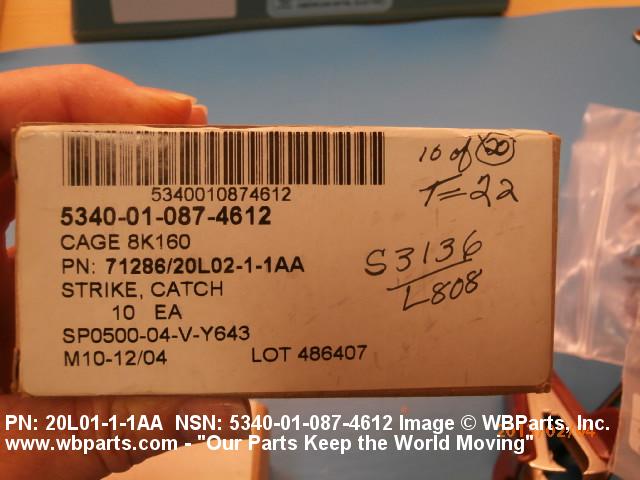 10 of 20
T=22
5340010874612
5340-01-087-4612
CAGE 8K160
PN: 71286/20L02-1-1AA
S3136
L808
STRIKE, CATCH
10 EA
SP0500-04-V-Y643
M10-12/04 LOT 486407
PN: 20L01-1-1AA NSN: 5340-01-087-4612 Image © WBParts, Inc.
www.wbparts.com - "Our Parts Keep the World Moving"